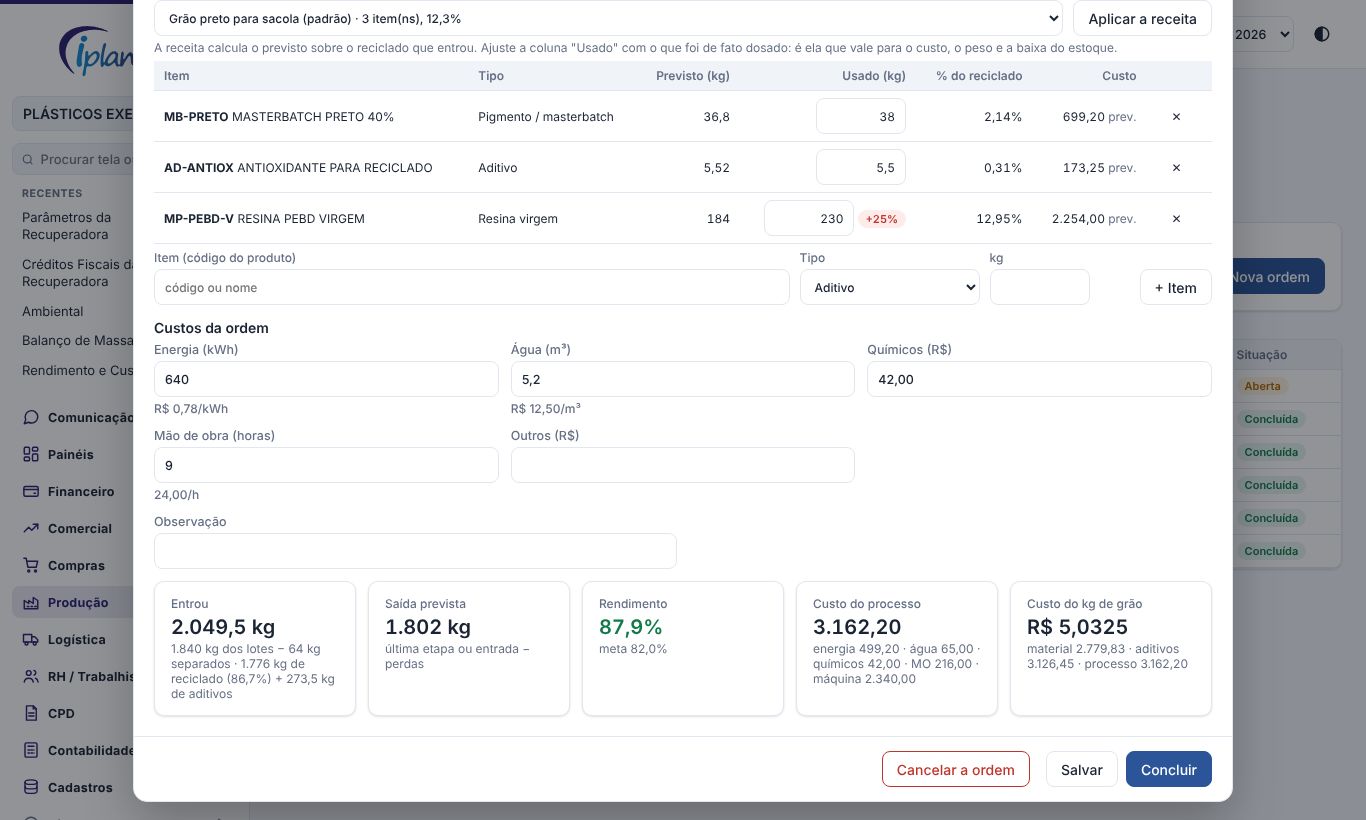 Grão preto para sacola (padrão) · 3 item(ns), 12,3%
Aplicar a receita
2026
iplan
A receita calcula o previsto sobre o reciclado que entrou. Ajuste a coluna "Usado" com o que foi de fato dosado: é ela que vale para o custo, o peso e a baixa do estoque.
Item Tipo Previsto (kg) Usado (kg) % do reciclado Custo
MB-PRETO MASTERBATCH PRETO 40% Pigmento / masterbatch 36,8 38 2,14% 699,20 prev. ×
AD-ANTIOX ANTIOXIDANTE PARA RECICLADO Aditivo 5,52 5,5 0,31% 173,25 prev. ×
MP-PEBD-V RESINA PEBD VIRGEM Resina virgem 184 230 +25% 12,95% 2.254,00 prev. ×
Item (código do produto) Tipo kg
código ou nome Aditivo + Item
Custos da ordem
Energia (kWh) Água (m³) Químicos (R$)
640 5,2 42,00
R$ 0,78/kWh R$ 12,50/m³
Mão de obra (horas) Outros (R$)
9
24,00/h
Observação
Entrou
2.049,5 kg
1.840 kg dos lotes − 64 kg
separados · 1.776 kg de
reciclado (86,7%) + 273,5 kg
de aditivos
Saída prevista
1.802 kg
última etapa ou entrada −
perdas
Rendimento
87,9%
meta 82,0%
Custo do processo
3.162,20
energia 499,20 · água 65,00 ·
químicos 42,00 · MO 216,00 ·
máquina 2.340,00
Custo do kg de grão
R$ 5,0325
material 2.779,83 · aditivos
3.126,45 · processo 3.162,20
Cancelar a ordem
Salvar
Concluir
PLÁSTICOS EXE
Procurar tela o
RECENTES
Parâmetros da
Recuperadora
Créditos Fiscais da
Recuperadora
Ambiental
Balanço de Massa
Rendimento e Cus
Comunicação
Painéis
Financeiro
Comercial
Compras
Produção
Logística
RH / Trabalhis
CPD
Contabilidade
Cadastros
Nova ordem
Situação
Aberta
Concluída
Concluída
Concluída
Concluída
Concluída